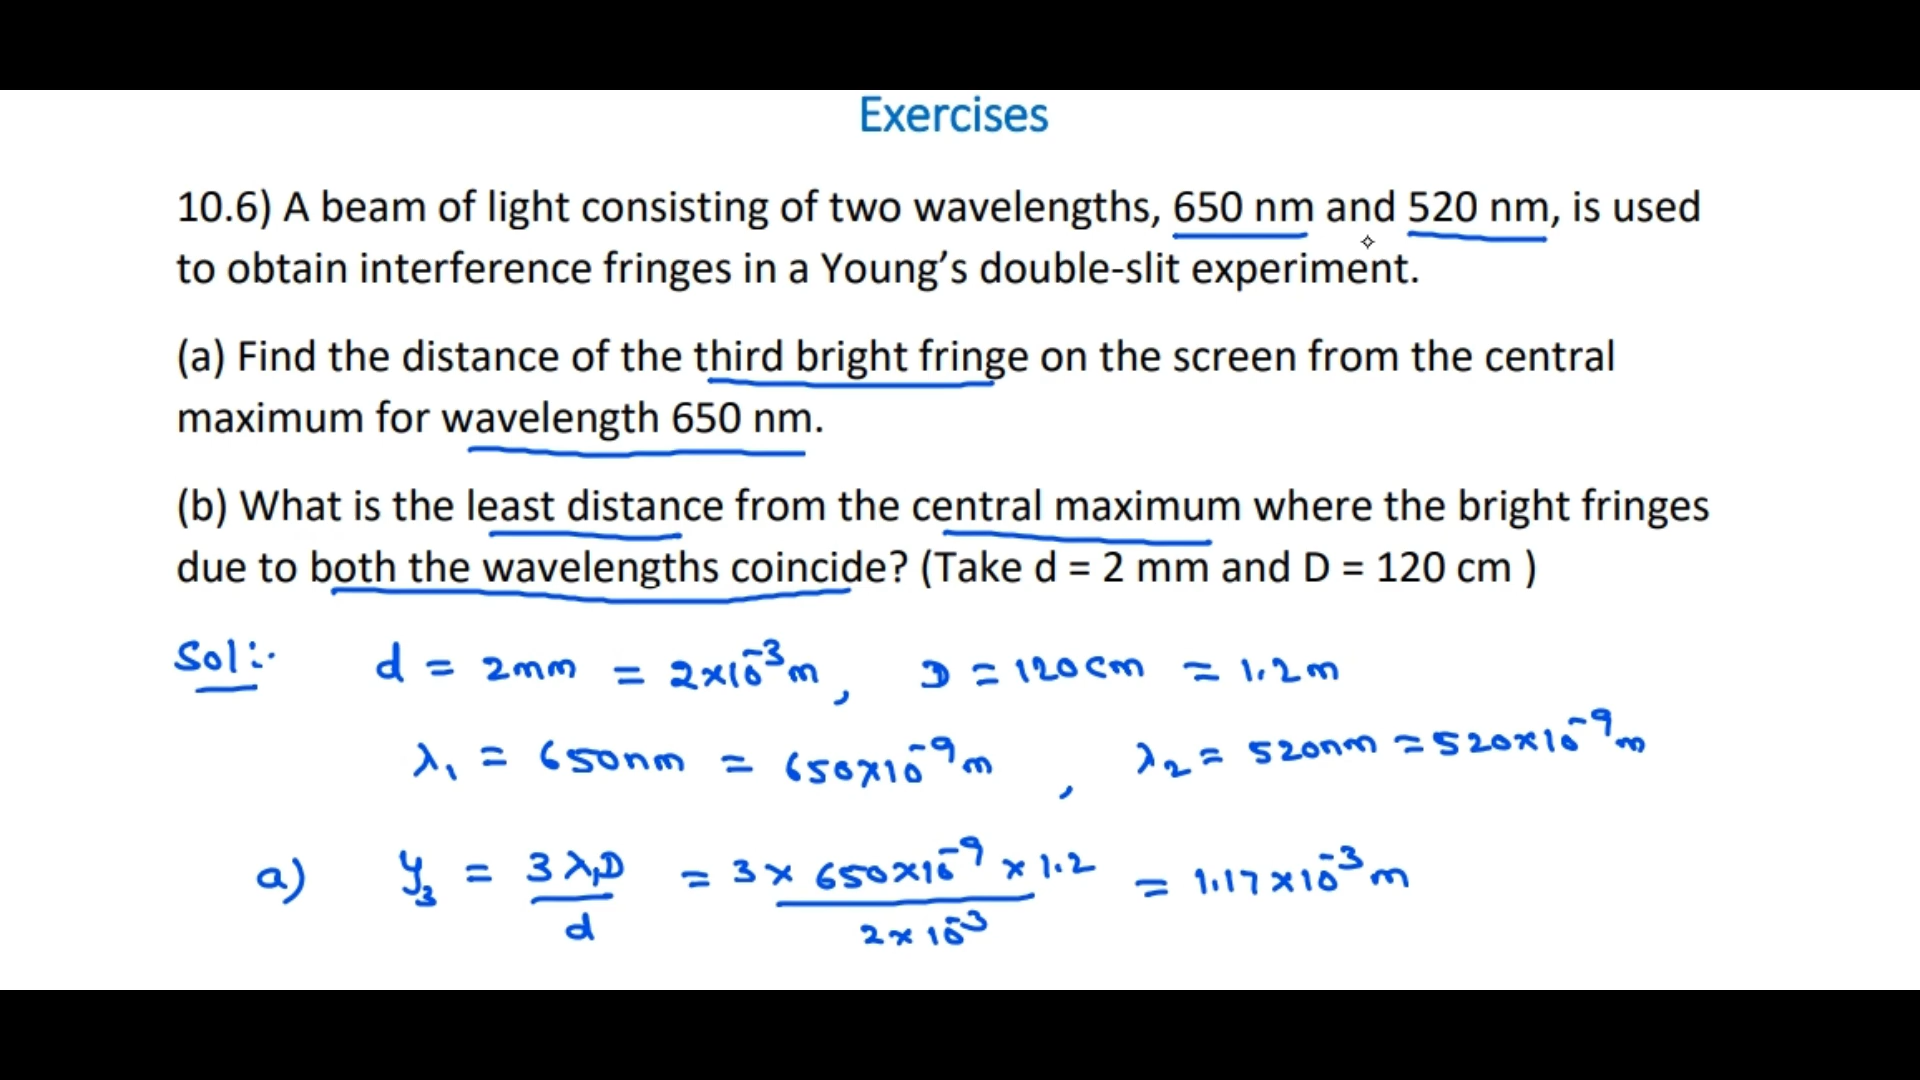 Exercises
10.6) A beam of light consisting of two wavelengths, 650 nm and 520 nm, is used
to obtain interference fringes in a Young’s double-slit experiment.
(a) Find the distance of the third bright fringe on the screen from the central
maximum for wavelength 650 nm.
(b) What is the least distance from the central maximum where the bright fringes
due to both the wavelengths coincide? (Take d = 2 mm and D = 120 cm )
Sol:- d = 2mm = 2×10⁻³m, D = 120cm = 1.2m
λ₁ = 650nm = 650×10⁻⁹m, λ₂ = 520nm = 520×10⁻⁹m
a) y₃ = 3λ₁D/d = 3 × 650×10⁻⁹ × 1.2 / 2×10⁻³ = 1.17×10⁻³m